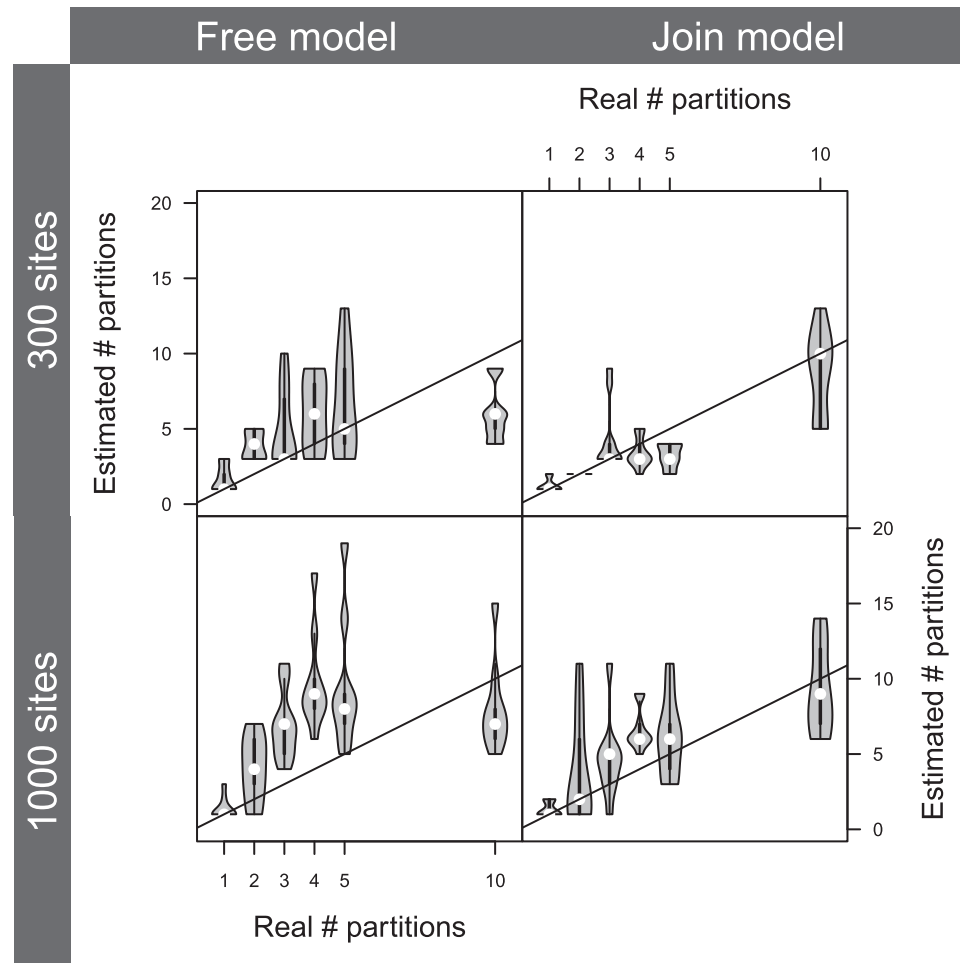 Free model
Join model
Real # partitions
1 2 3 4 5 10
300 sites
Estimated # partitions
20
15
10
5
0
1000 sites
20
15
10
5
0
Estimated # partitions
1 2 3 4 5 10
Real # partitions